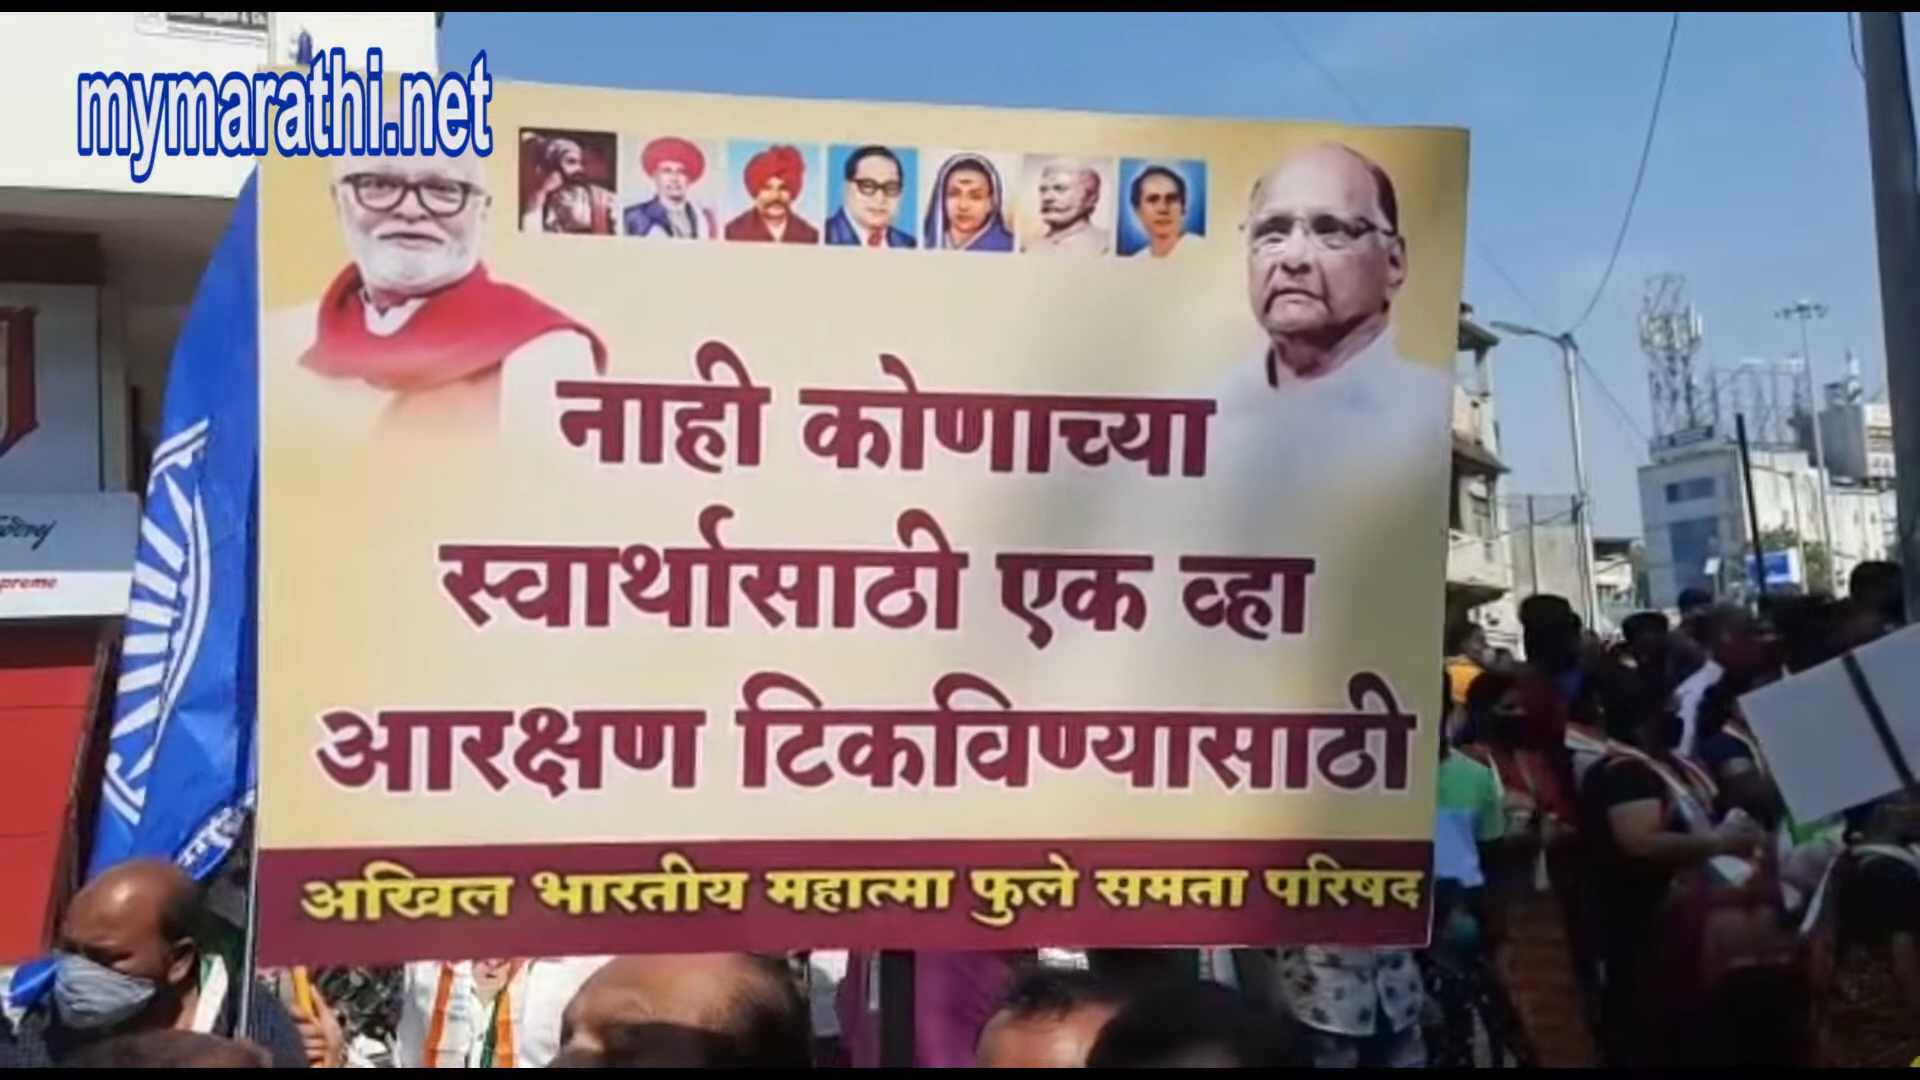 mymarathi.net
नाही कोणाच्या
स्वार्थासाठी एक व्हा
आरक्षण टिकविण्यासाठी
अखिल भारतीय महात्मा फुले समता परिषद